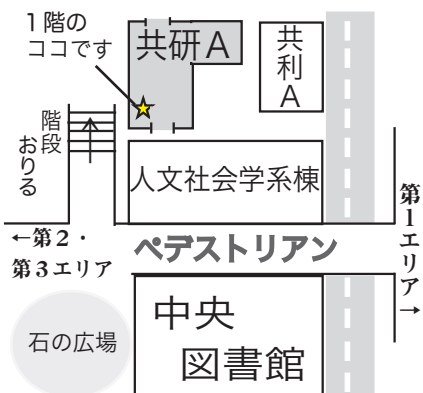 1階の
ココです
共研A
共利A
階段
おりる
人文社会学系棟
第1エリア→
←第2・
第3エリア
ペデストリアン
石の広場
中央
図書館